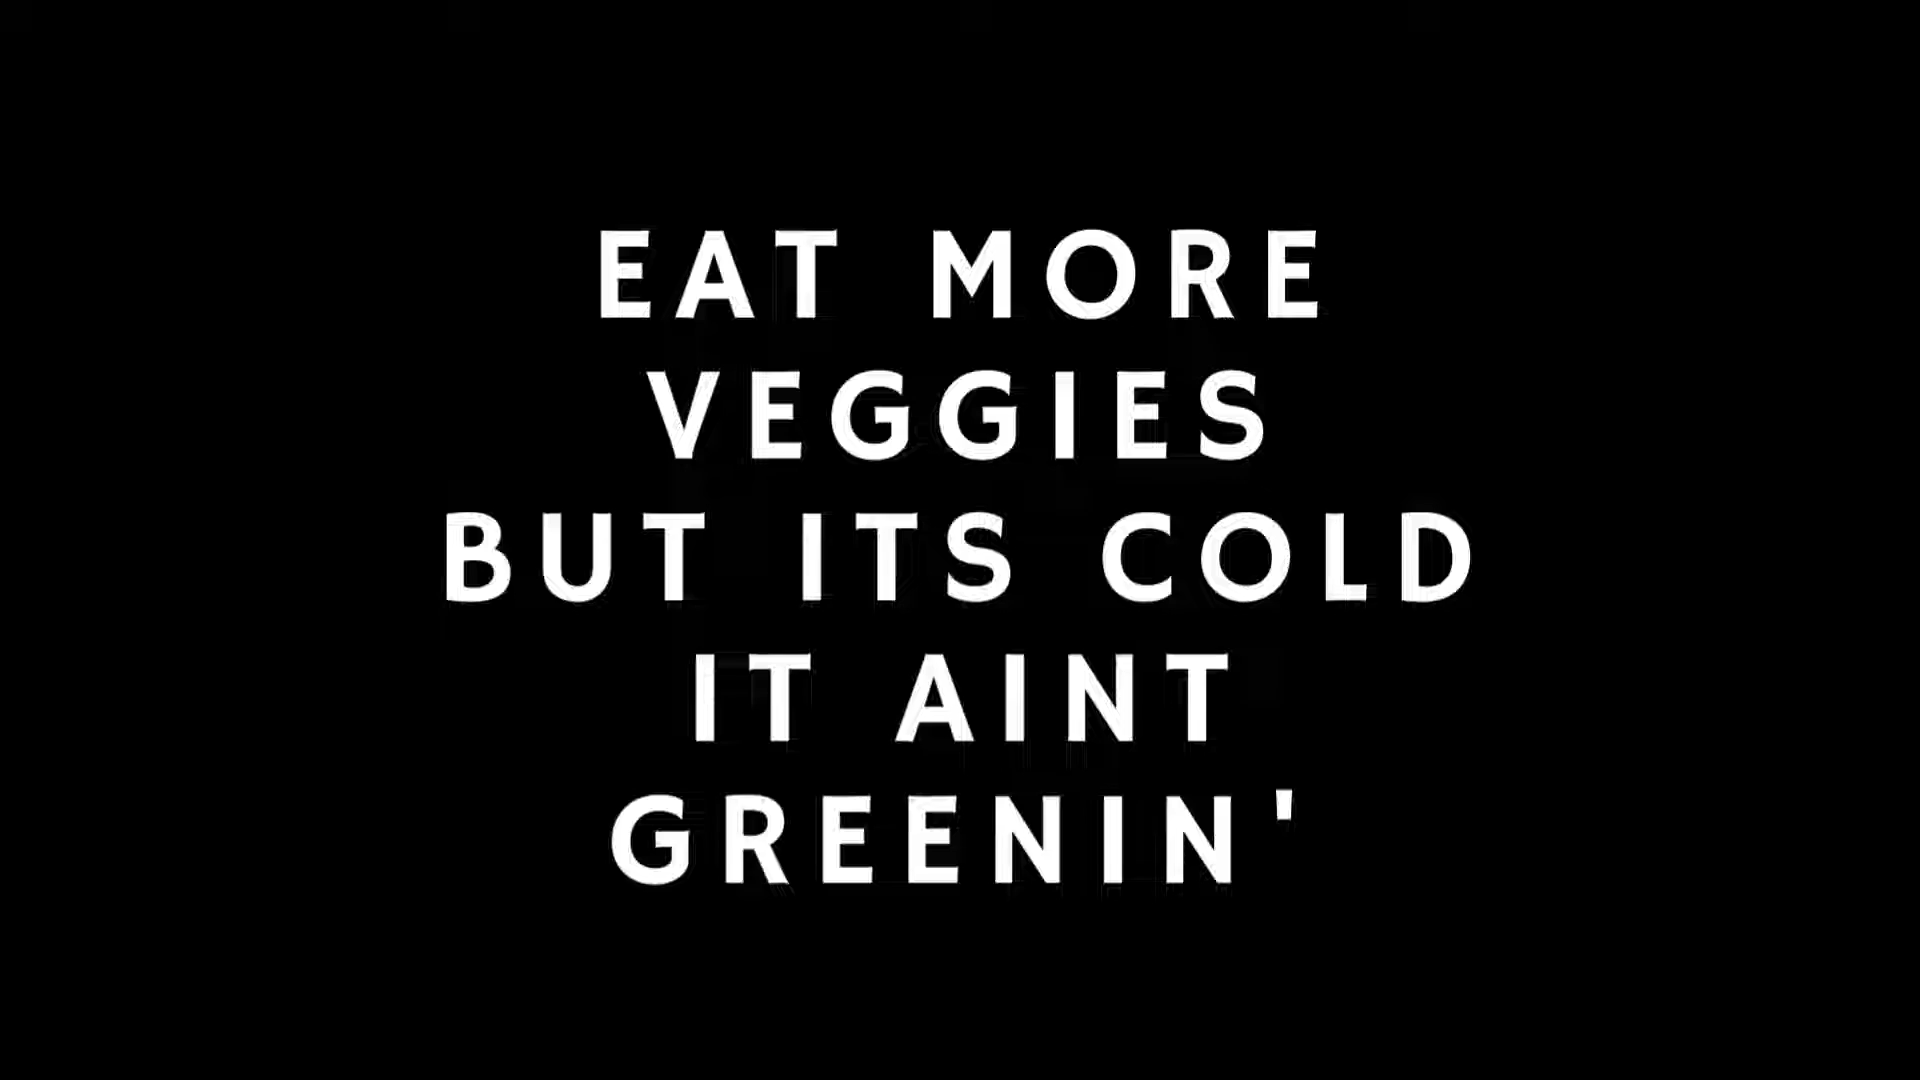 EAT MORE
VEGGIES
BUT ITS COLD
IT AINT
GREENIN'